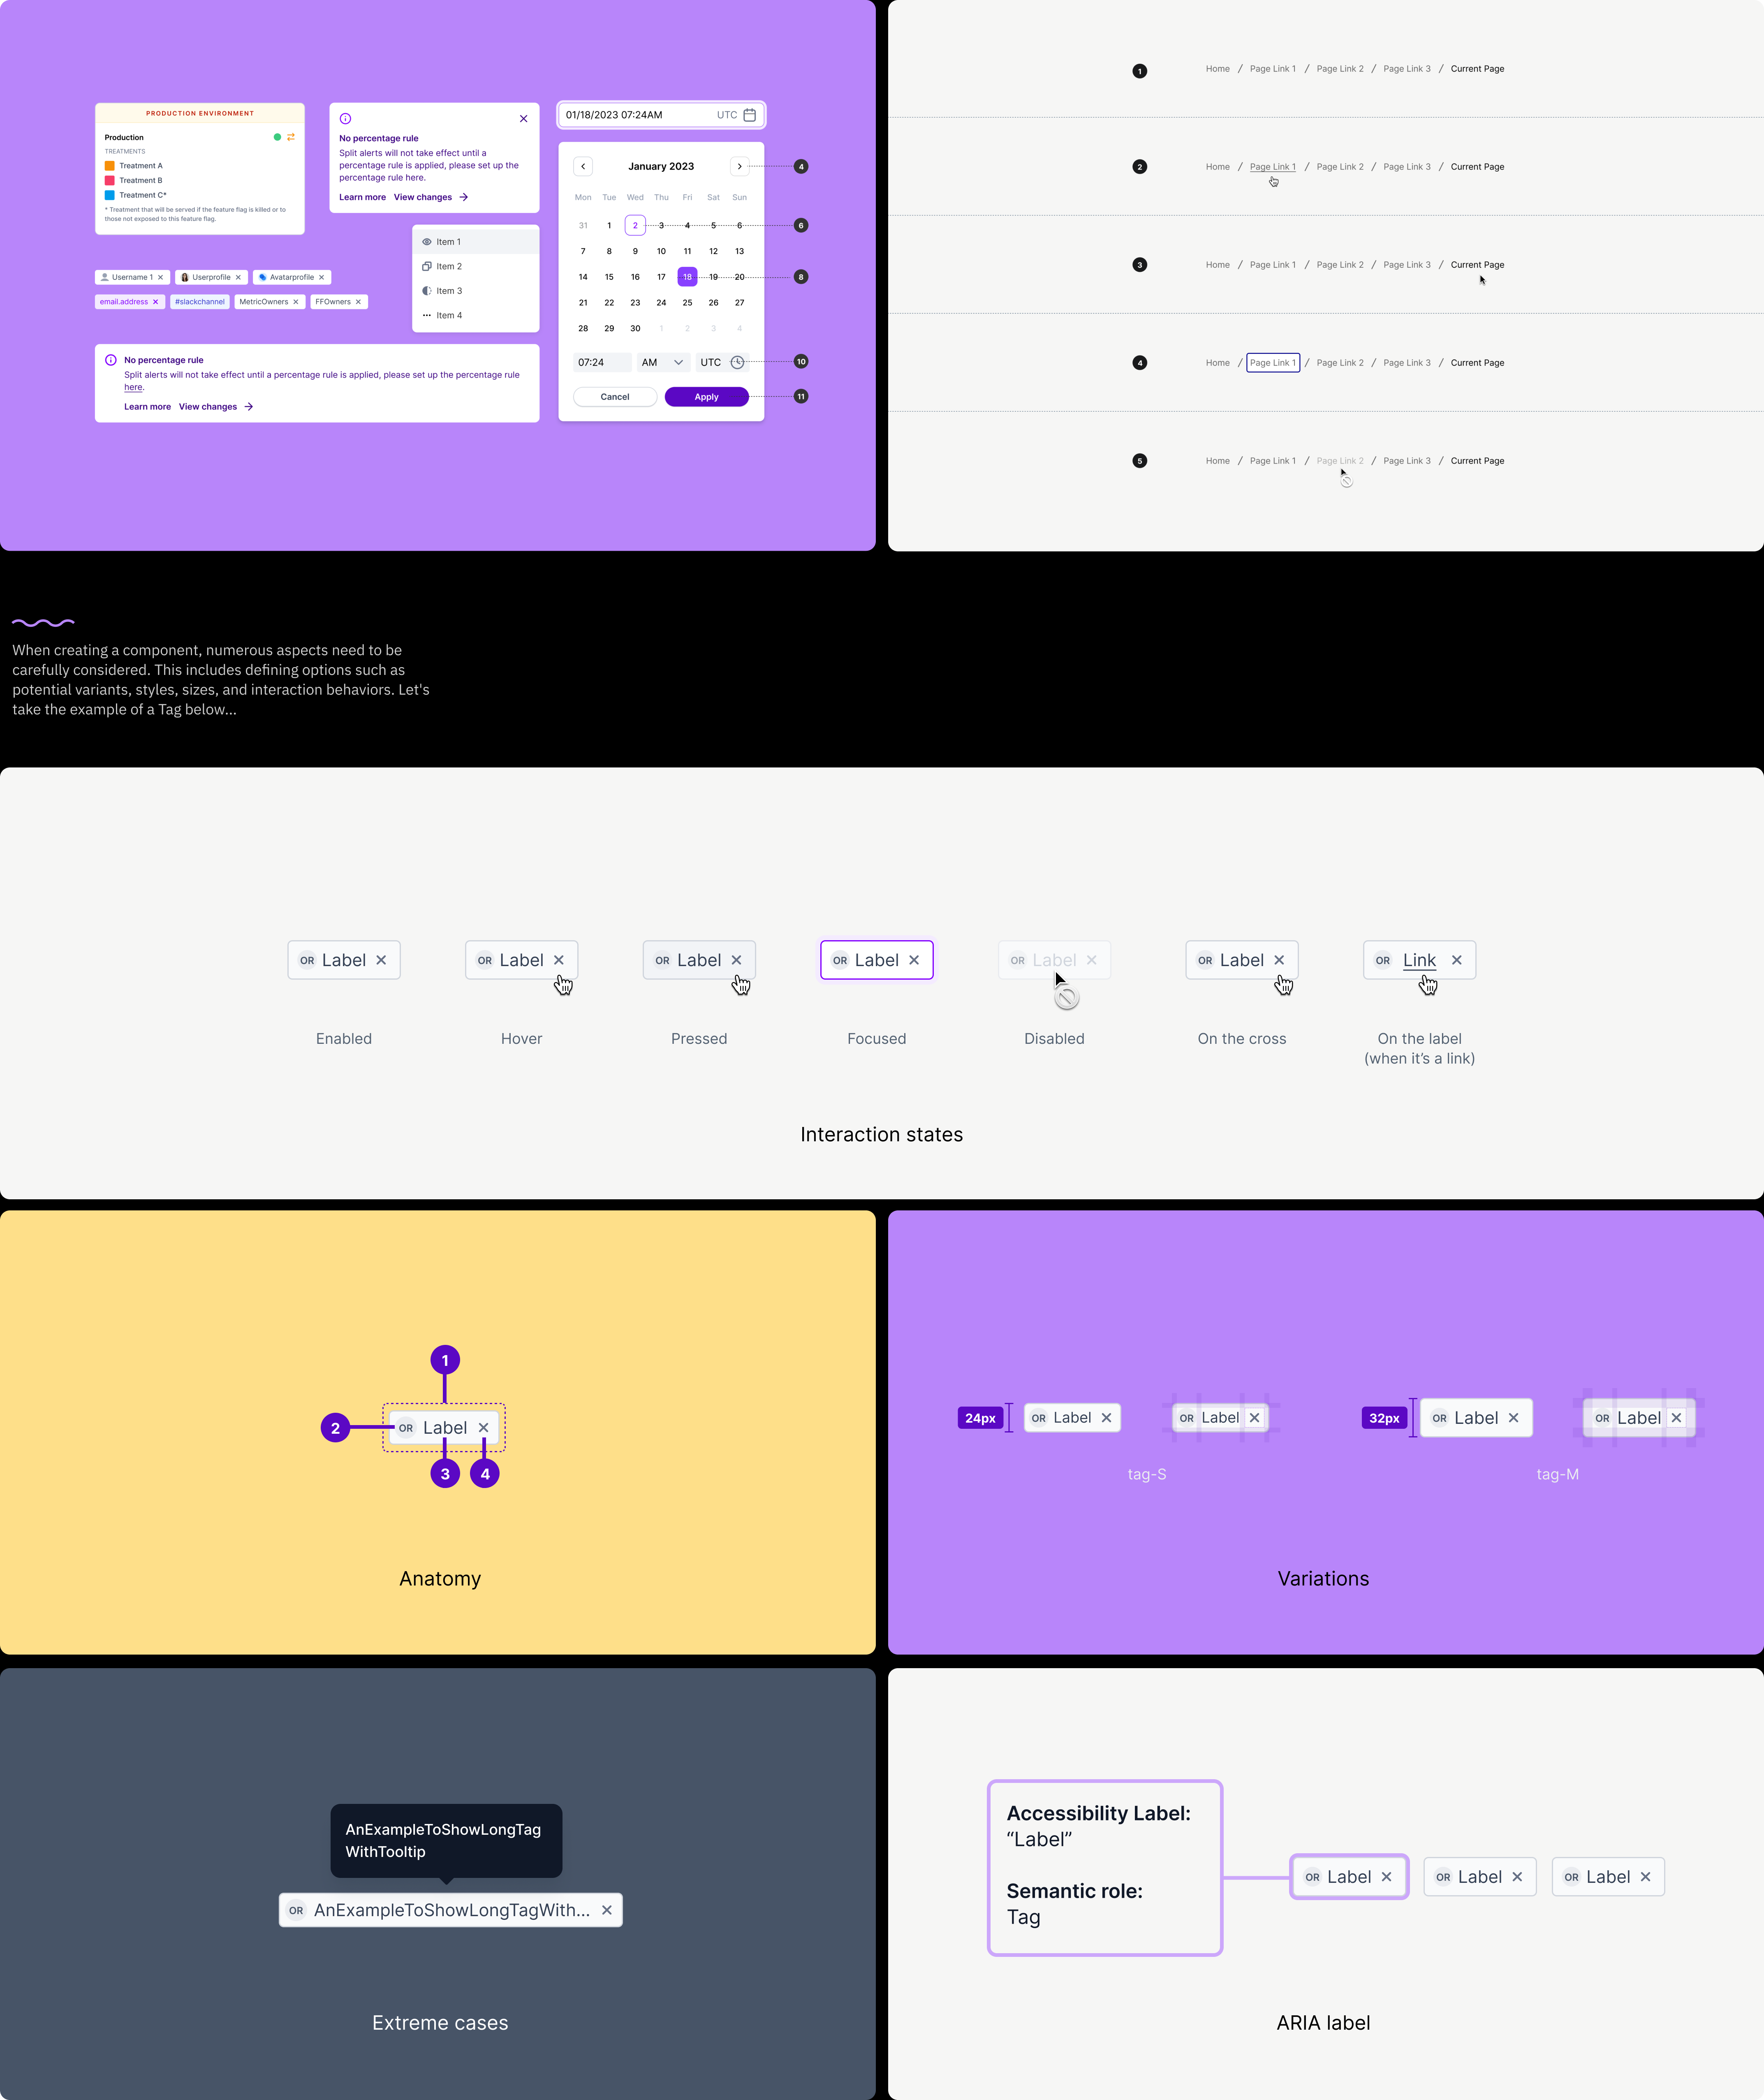 PRODUCTION ENVIRONMENT
Production
TREATMENTS
Treatment A
Treatment B
Treatment C*
* Treatment that will be served if the feature flag is killed or to
those not exposed to this feature flag.
No percentage rule
Split alerts will not take effect until a
percentage rule is applied, please set up the
percentage rule here.
Learn more View changes
Item 1
Item 2
Item 3
Item 4
Username 1 Userprofile Avatarprofile
email.address #slackchannel MetricOwners FFOwners
No percentage rule
Split alerts will not take effect until a percentage rule is applied, please set up the percentage rule
here.
Learn more View changes
01/18/2023 07:24AM UTC
January 2023 4
Mon Tue Wed Thu Fri Sat Sun
31 1 2 3 4 5 6 6
7 8 9 10 11 12 13
14 15 16 17 18 19 20 8
21 22 23 24 25 26 27
28 29 30 1 2 3 4
07:24 AM UTC 10
Cancel Apply 11
1 Home / Page Link 1 / Page Link 2 / Page Link 3 / Current Page
2 Home / Page Link 1 / Page Link 2 / Page Link 3 / Current Page
3 Home / Page Link 1 / Page Link 2 / Page Link 3 / Current Page
4 Home / Page Link 1 / Page Link 2 / Page Link 3 / Current Page
5 Home / Page Link 1 / Page Link 2 / Page Link 3 / Current Page
When creating a component, numerous aspects need to be
carefully considered. This includes defining options such as
potential variants, styles, sizes, and interaction behaviors. Let's
take the example of a Tag below...
OR Label OR Label OR Label OR Label OR Label OR Label OR Link
Enabled Hover Pressed Focused Disabled On the cross On the label
(when it's a link)
Interaction states
1
2 OR Label
3 4
Anatomy
24px OR Label OR Label 32px OR Label OR Label
tag-S tag-M
Variations
AnExampleToShowLongTag
WithTooltip
OR AnExampleToShowLongTagWith...
Extreme cases
Accessibility Label:
“Label”
Semantic role:
Tag
OR Label OR Label OR Label
ARIA label